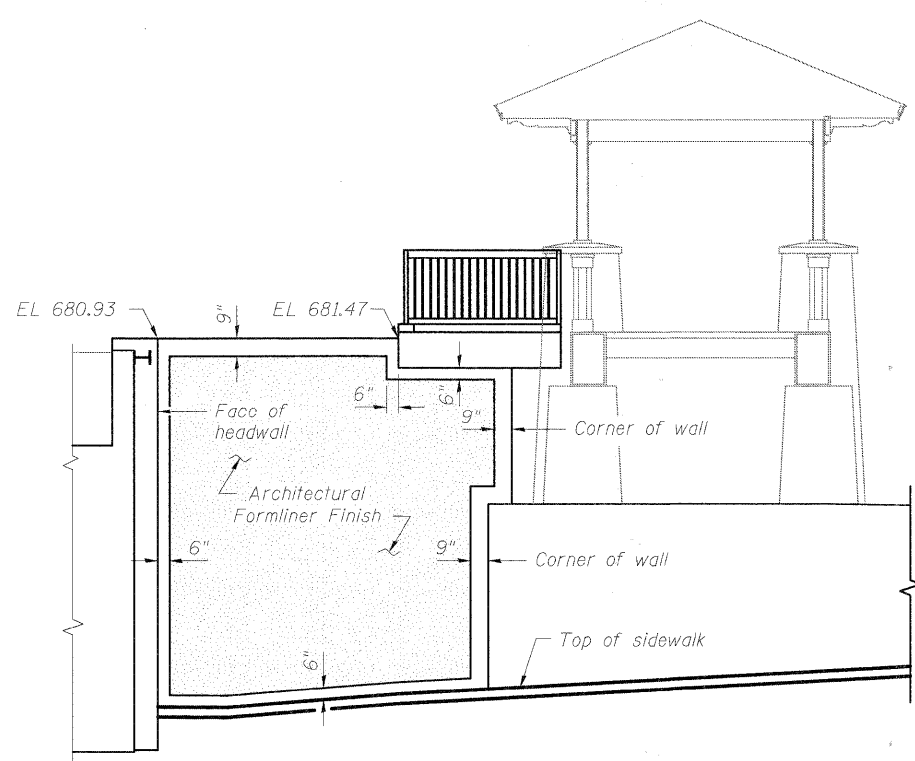 EL 680.93
9"
EL 681.47
6"
6"
Face of
headwall
9"
Corner of wall
Architectural
Formliner Finish
6"
9"
Corner of wall
6"
Top of sidewalk